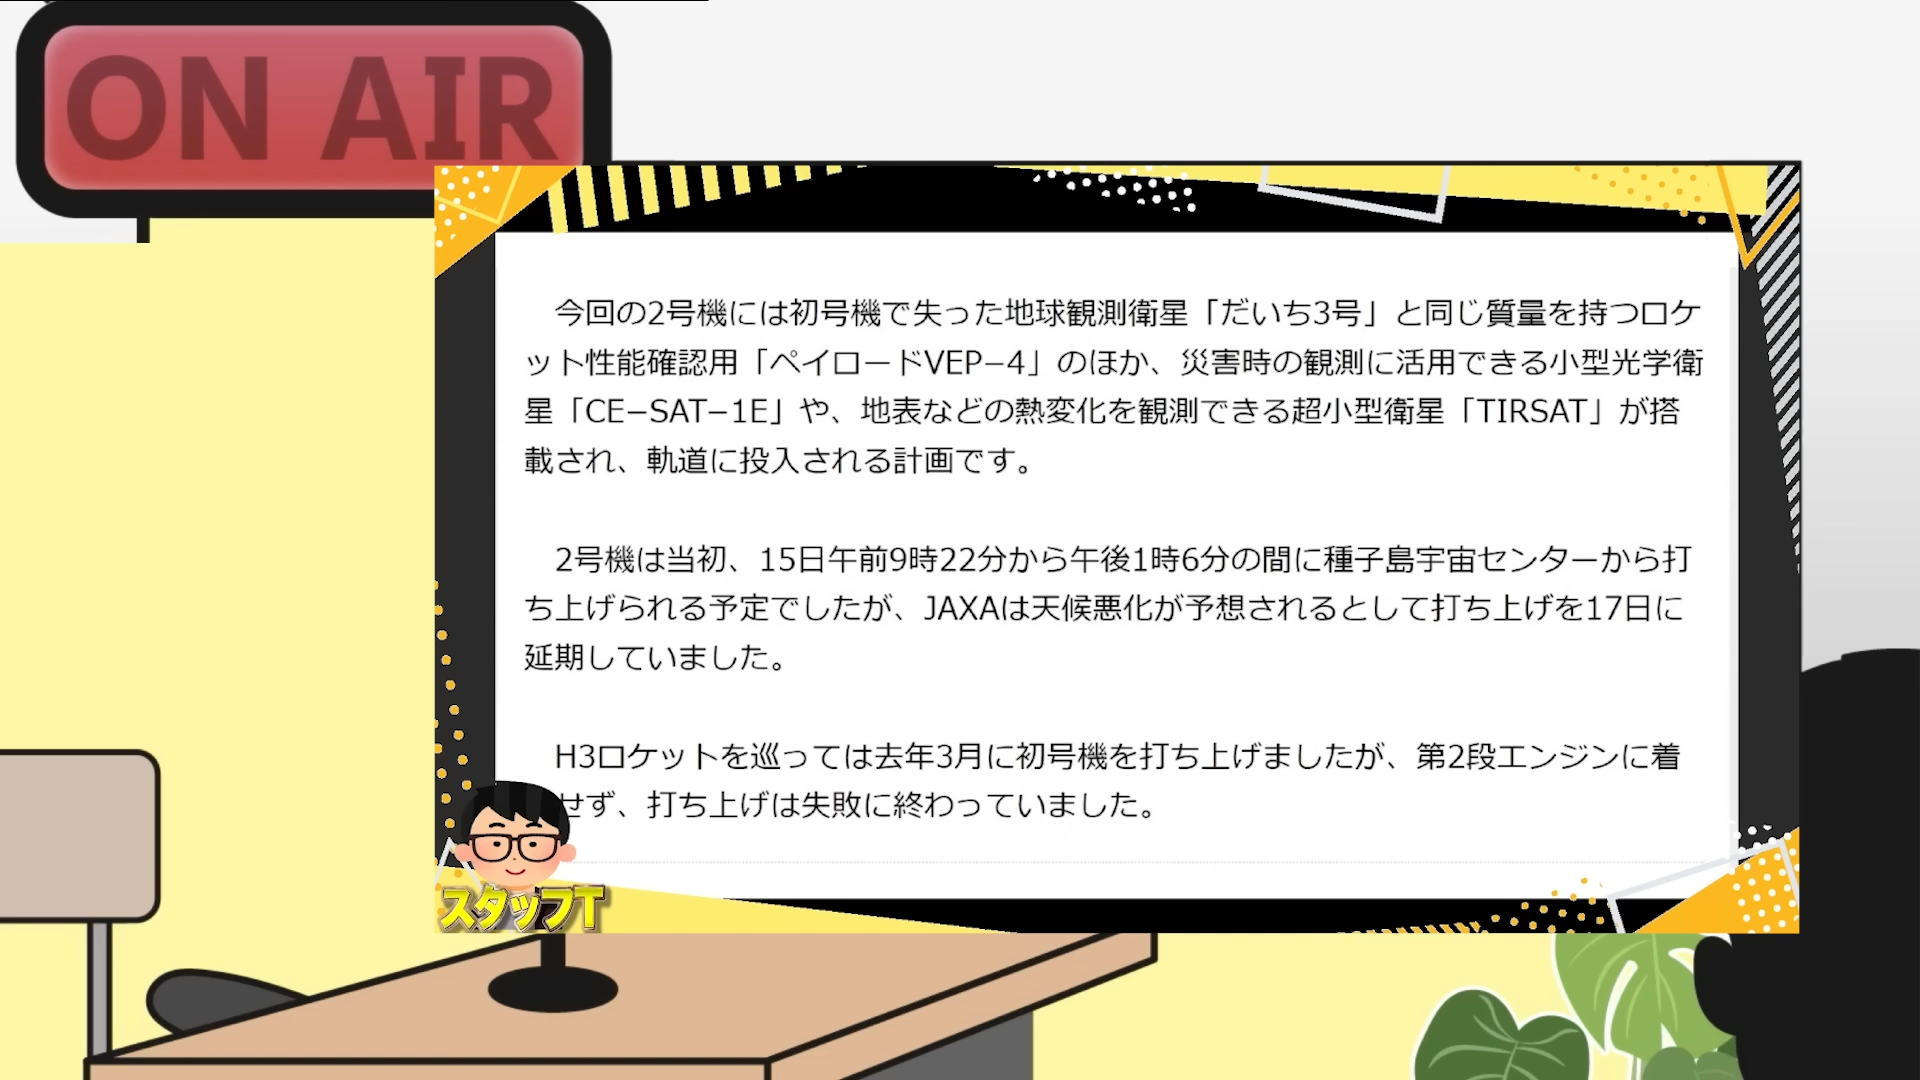 ON AIR
今回の2号機には初号機で失った地球観測衛星「だいち3号」と同じ質量を持つロケ
ット性能確認用「ペイロードVEP−4」のほか、災害時の観測に活用できる小型光学衛
星「CE−SAT−1E」や、地表などの熱変化を観測できる超小型衛星「TIRSAT」が搭
載され、軌道に投入される計画です。
2号機は当初、15日午前9時22分から午後1時6分の間に種子島宇宙センターから打
ち上げられる予定でしたが、JAXAは天候悪化が予想されるとして打ち上げを17日に
延期していました。
H3ロケットを巡っては去年3月に初号機を打ち上げましたが、第2段エンジンに着
せず、打ち上げは失敗に終わっていました。
スタッフT